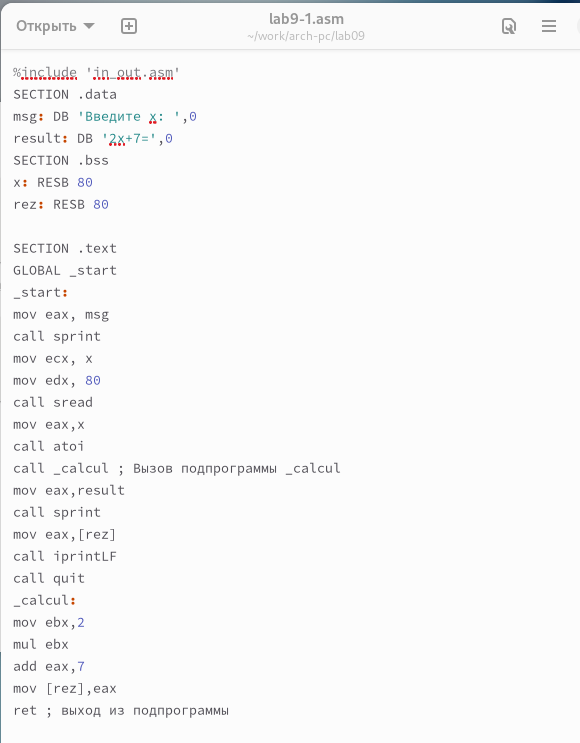 Открыть
lab9-1.asm
~/work/arch-pc/lab09
%include 'in_out.asm'
SECTION .data
msg: DB 'Введите x: ',0
result: DB '2x+7=',0
SECTION .bss
x: RESB 80
rez: RESB 80
SECTION .text
GLOBAL _start
_start:
mov eax, msg
call sprint
mov ecx, x
mov edx, 80
call sread
mov eax,x
call atoi
call _calcul ; Вызов подпрограммы _calcul
mov eax,result
call sprint
mov eax,[rez]
call iprintLF
call quit
_calcul:
mov ebx,2
mul ebx
add eax,7
mov [rez],eax
ret ; выход из подпрограммы